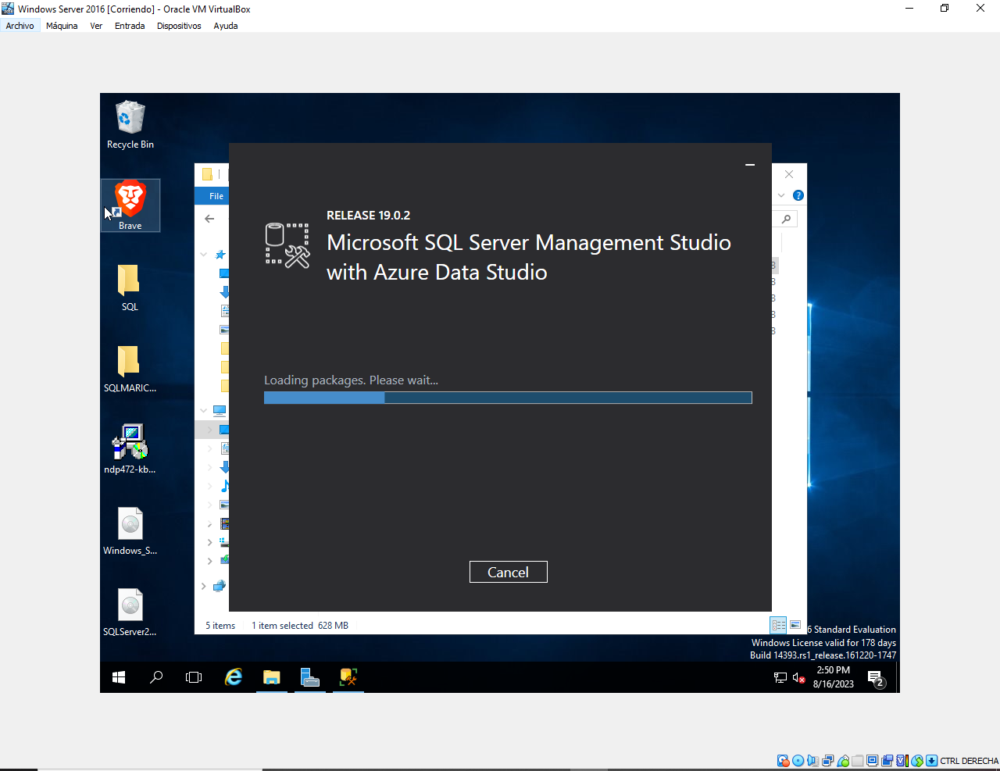 Windows Server 2016 [Corriendo] - Oracle VM VirtualBox
Archivo Máquina Ver Entrada Dispositivos Ayuda
Recycle Bin
Brave
SQL
SQLMARIC...
ndp472-kb...
Windows_S...
SQLServer2...
File
RELEASE 19.0.2
Microsoft SQL Server Management Studio
with Azure Data Studio
Loading packages. Please wait...
Cancel
5 items 1 item selected 628 MB
6 Standard Evaluation
Windows License valid for 178 days
Build 14393.rs1_release.161220-1747
2:50 PM
8/16/2023
2
CTRL DERECHA